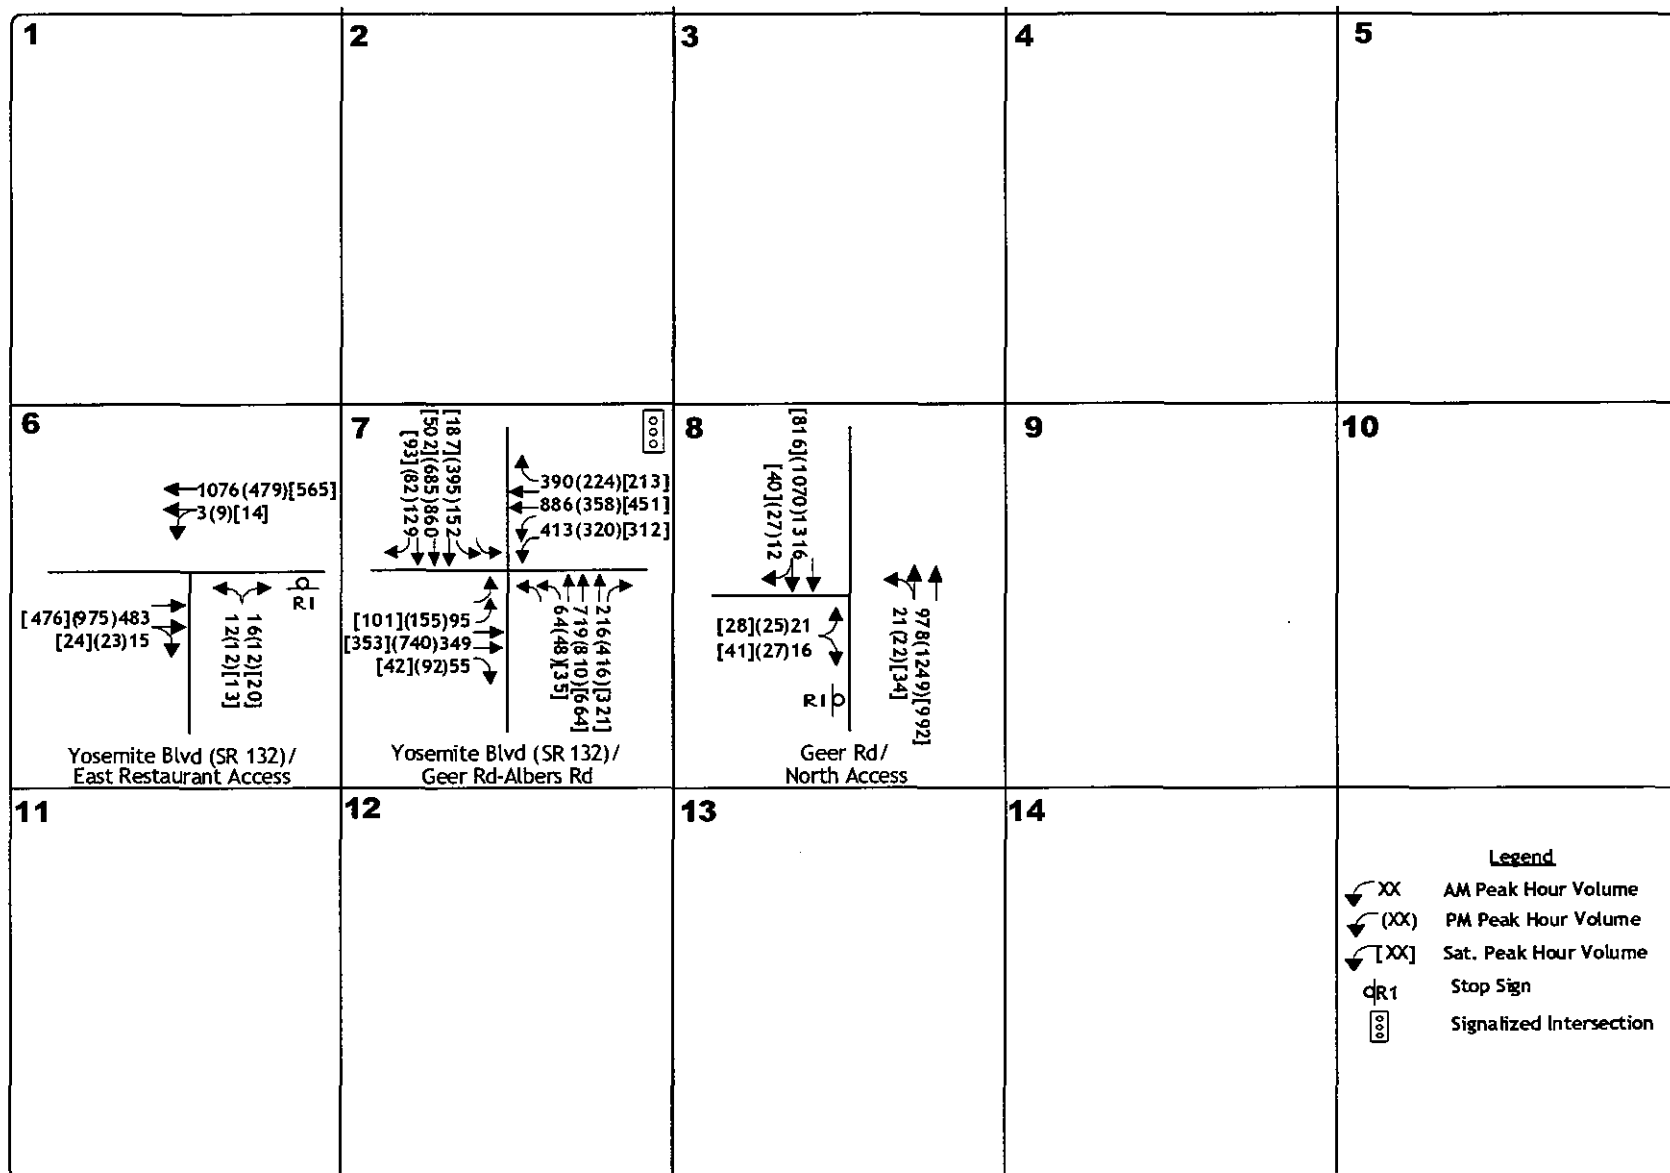 1
2
3
4
5
6
1076(479)[565]
3(9)[14]
[476](975)483
[24](23)15
16(12)[20]
12(12)[13]
R1
Yosemite Blvd (SR 132)/
East Restaurant Access
7
[187](395)152
[502](685)860
[93](82)129
390(224)[213]
886(358)[451]
413(320)[312]
[101](155)95
[353](740)349
[42](92)55
216(416)[321]
719(810)[664]
64(48)[35]
Yosemite Blvd (SR 132)/
Geer Rd-Albers Rd
8
[816](1070)1316
[40](27)12
[28](25)21
[41](27)16
978(1249)[992]
21(22)[34]
R1
Geer Rd/
North Access
9
10
11
12
13
14
Legend
XX AM Peak Hour Volume
(XX) PM Peak Hour Volume
[XX] Sat. Peak Hour Volume
R1 Stop Sign
Signalized Intersection